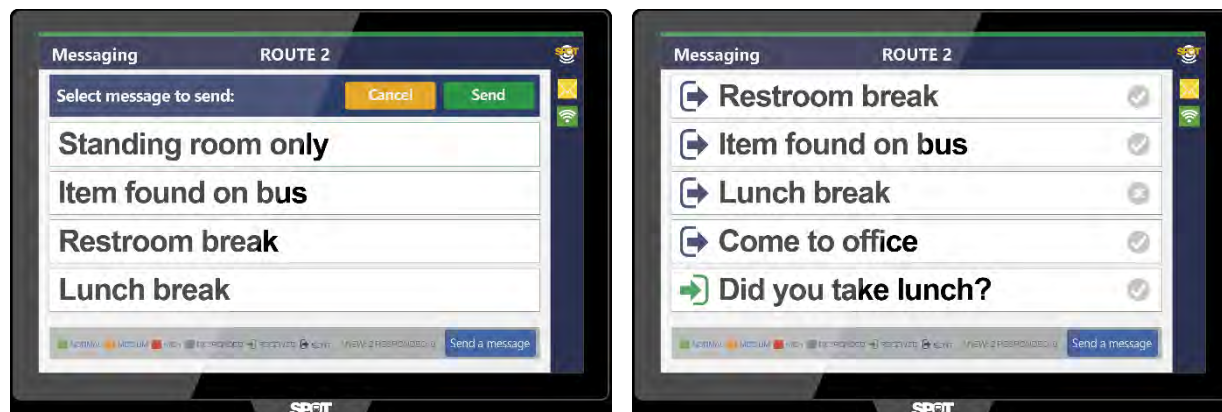 Messaging ROUTE 2
Select message to send: Cancel Send
Standing room only
Item found on bus
Restroom break
Lunch break
Send a message
SPOT
Messaging ROUTE 2
Restroom break
Item found on bus
Lunch break
Come to office
Did you take lunch?
Send a message
SPOT